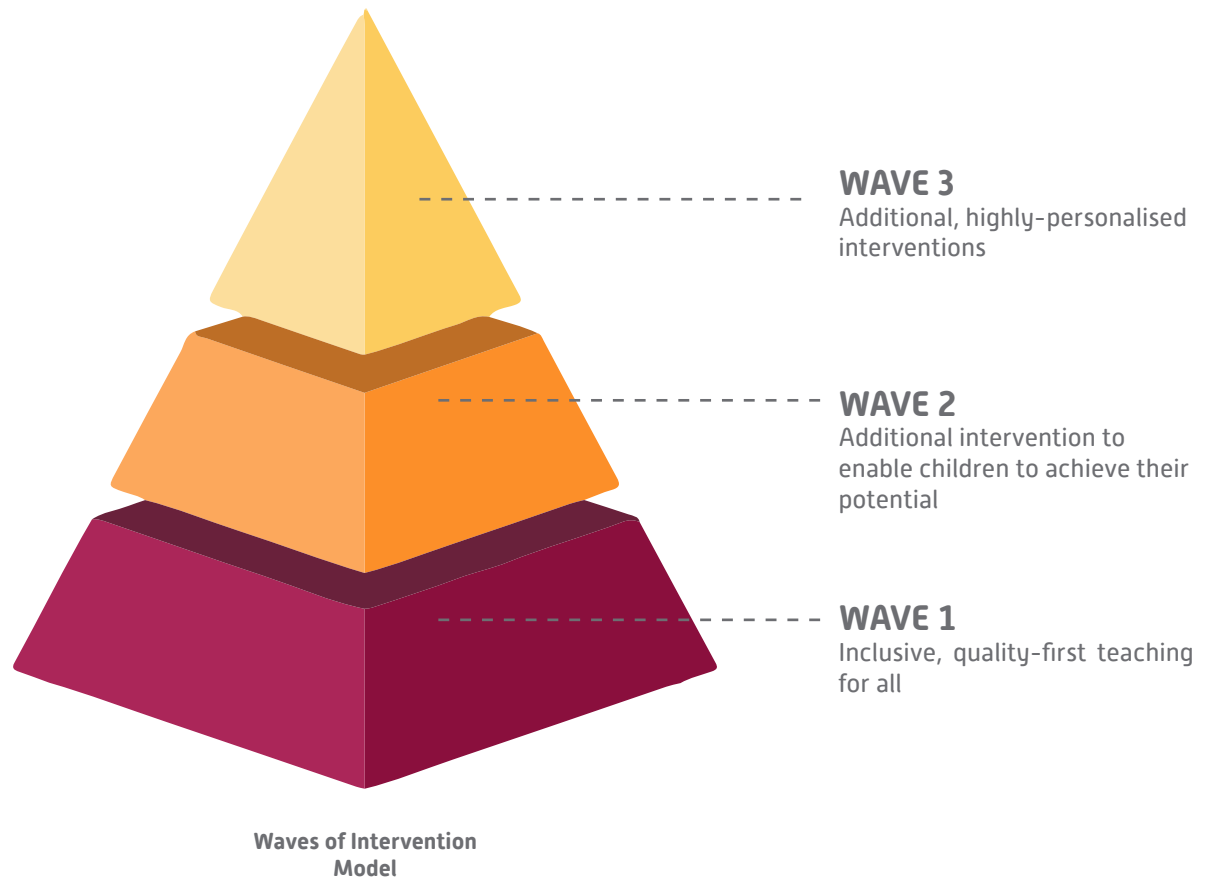 WAVE 3
Additional, highly-personalised
interventions
WAVE 2
Additional intervention to
enable children to achieve their
potential
WAVE 1
Inclusive, quality-first teaching
for all
Waves of Intervention
Model